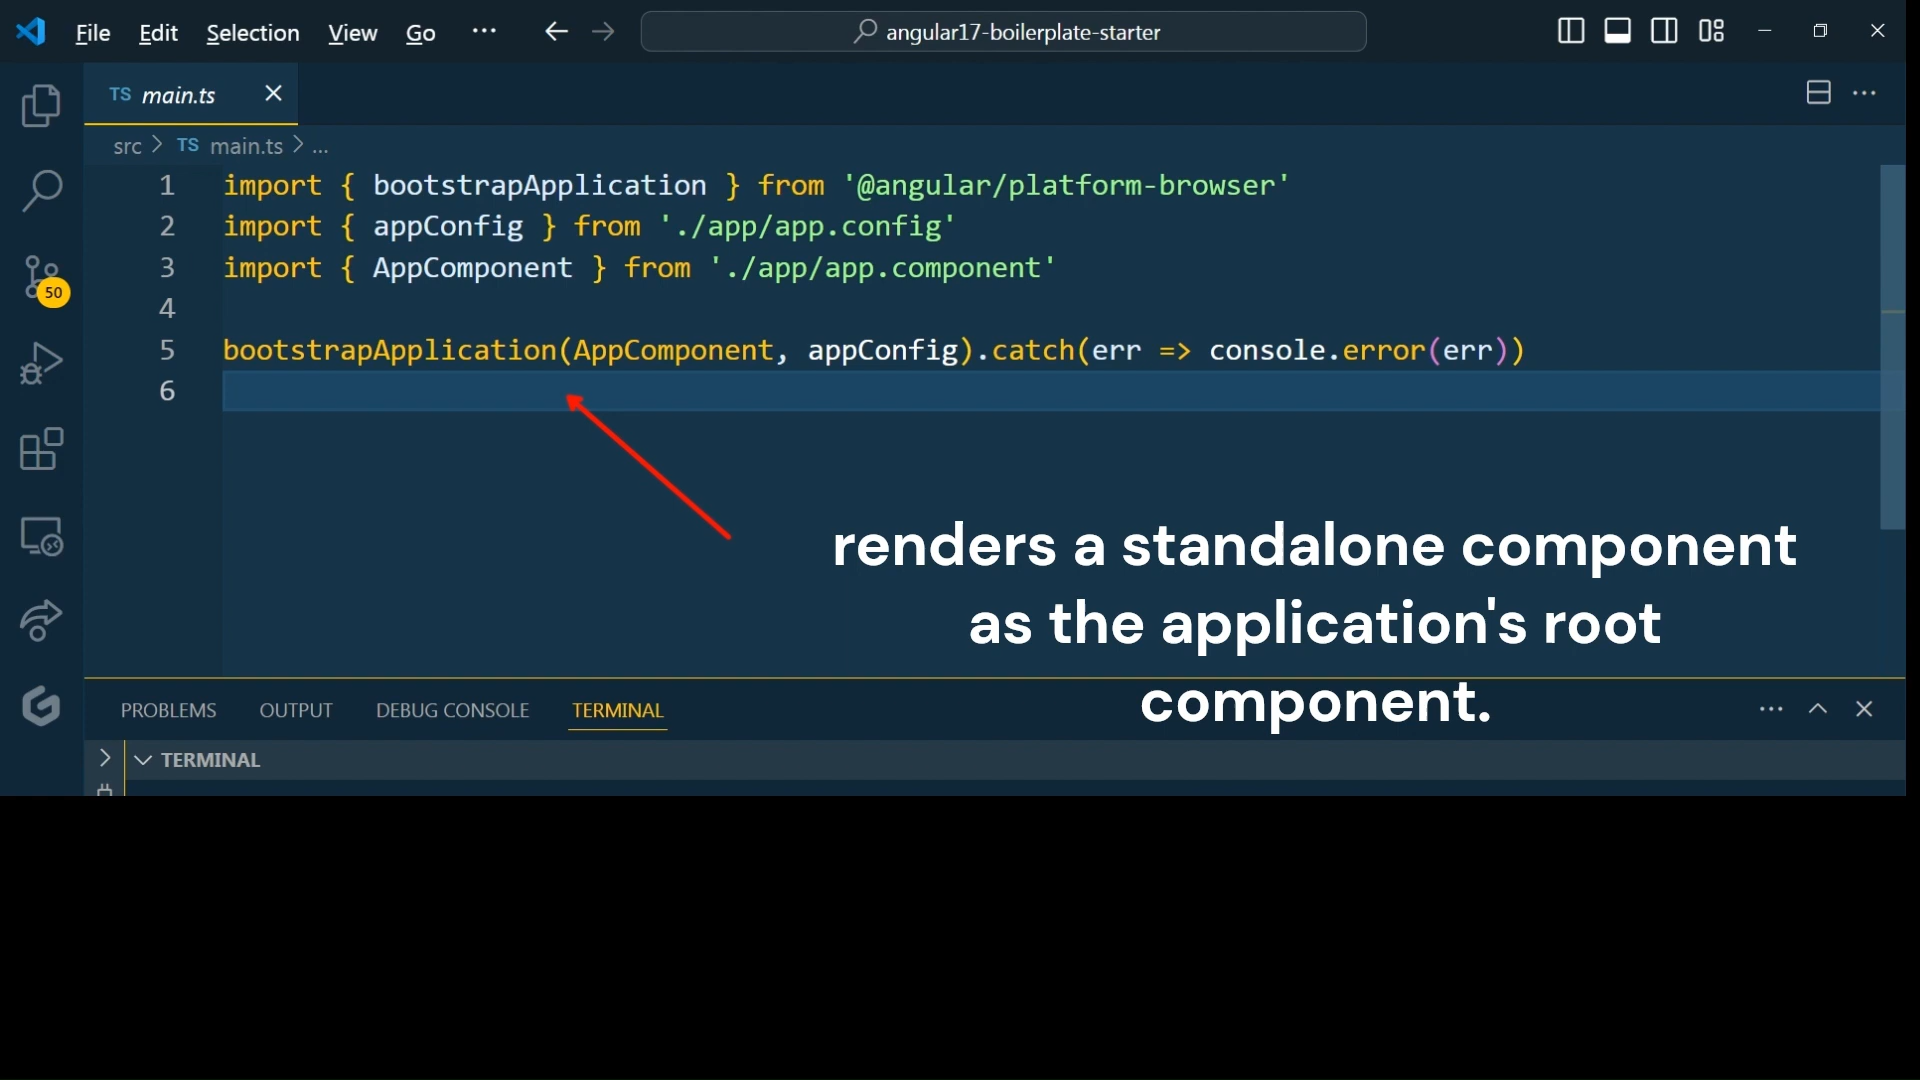 File Edit Selection View Go ··· angular17-boilerplate-starter
TS main.ts
src > TS main.ts > ...
1 import { bootstrapApplication } from '@angular/platform-browser'
2 import { appConfig } from './app/app.config'
3 import { AppComponent } from './app/app.component'
4
5 bootstrapApplication(AppComponent, appConfig).catch(err => console.error(err))
6
50
renders a standalone component
as the application's root
component.
PROBLEMS OUTPUT DEBUG CONSOLE TERMINAL
TERMINAL